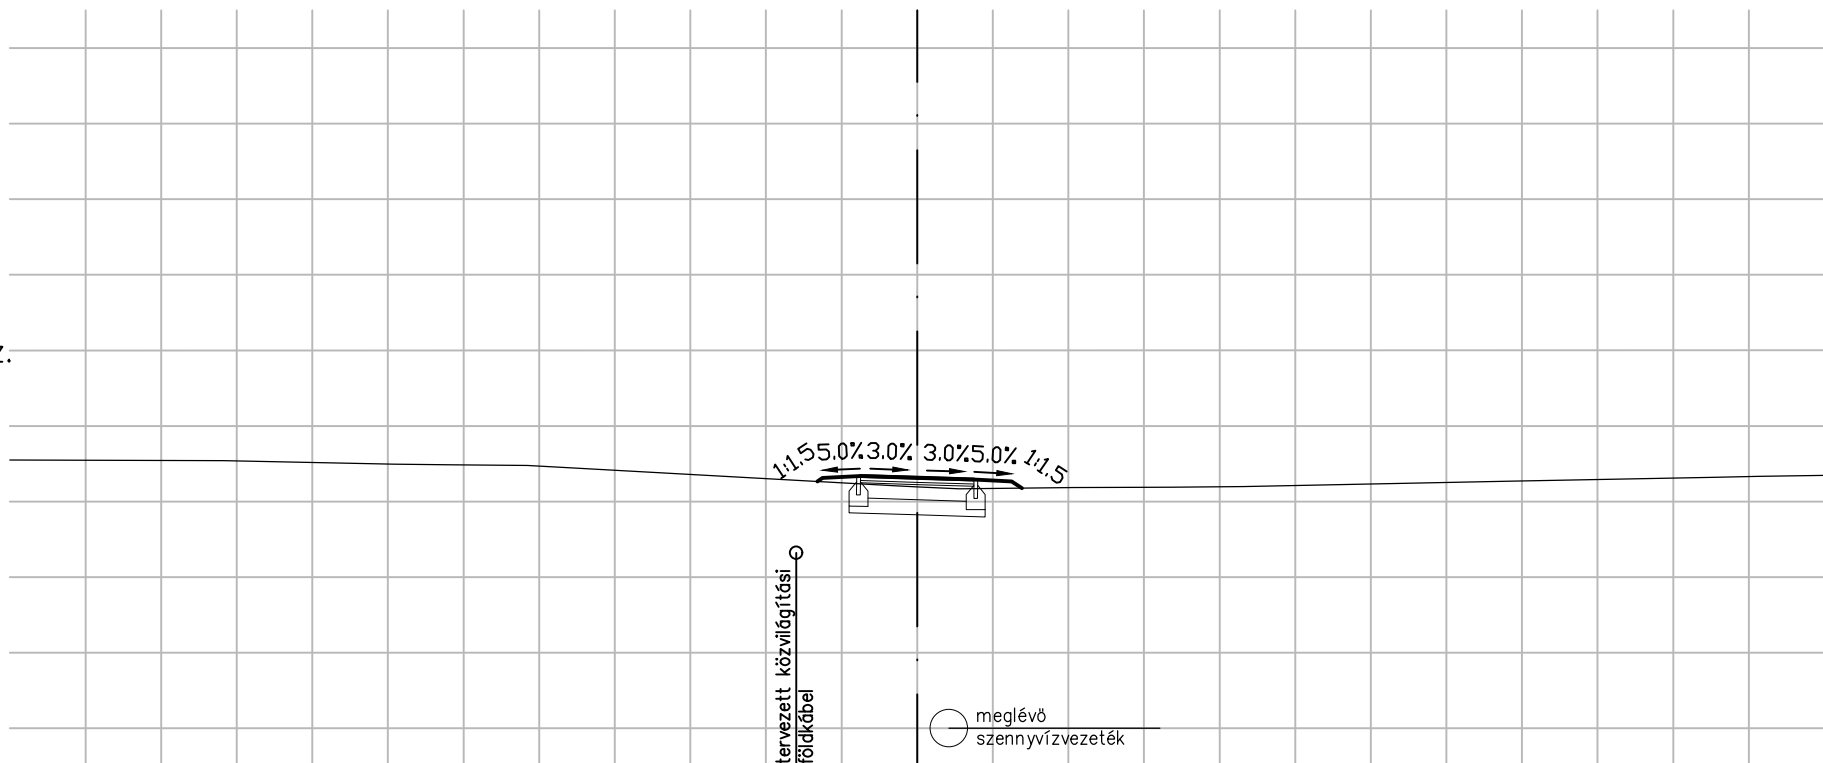 z.
1:1.5 5.0% 3.0% 3.0% 5.0% 1:1.5
tervezett közvilágítási
földkábel
meglévő
szennyvízvezeték